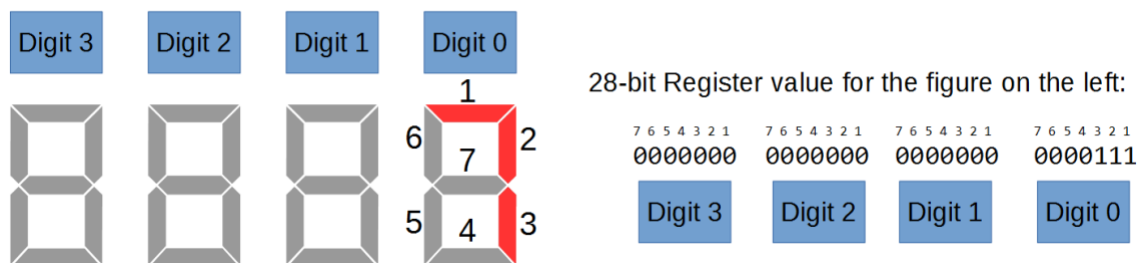 Digit 3 Digit 2 Digit 1 Digit 0
1
6 2
7
5 4 3
28-bit Register value for the figure on the left:
7 6 5 4 3 2 1 7 6 5 4 3 2 1 7 6 5 4 3 2 1 7 6 5 4 3 2 1
0000000 0000000 0000000 0000111
Digit 3 Digit 2 Digit 1 Digit 0